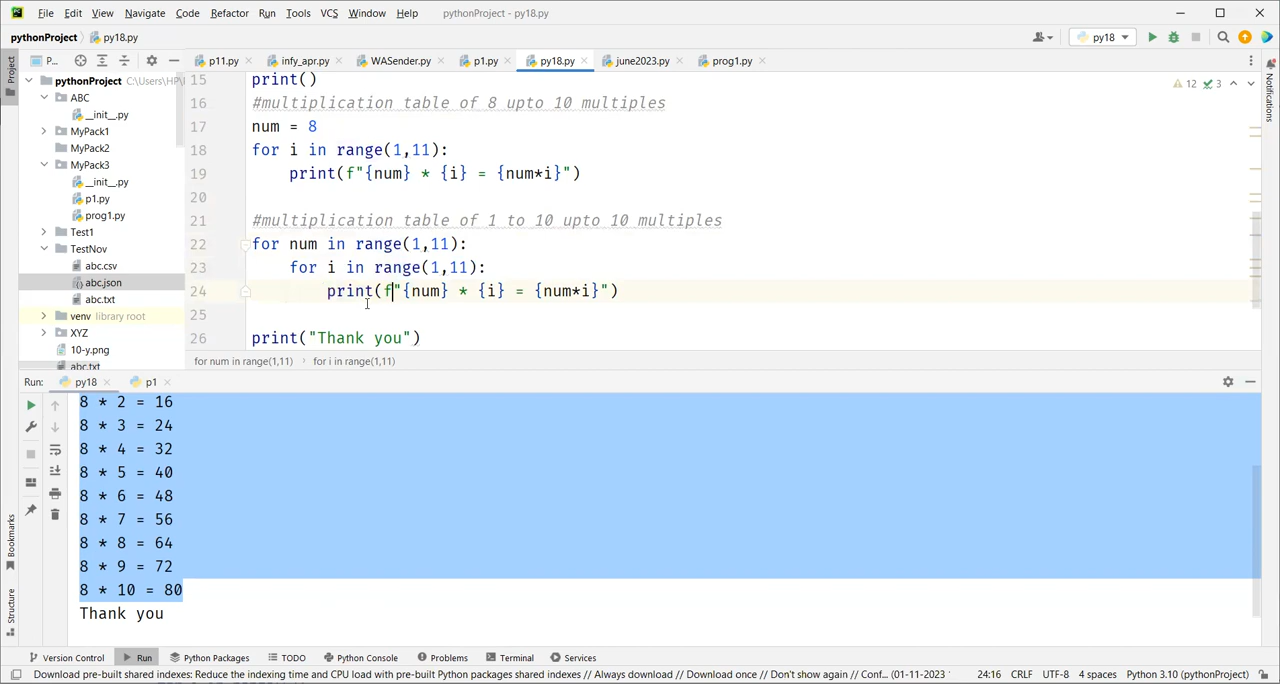 File Edit View Navigate Code Refactor Run Tools VCS Window Help pythonProject - py18.py
pythonProject py18.py py18
Project P... p11.py infy_apr.py WASender.py p1.py py18.py june2023.py prog1.py
pythonProject C:\Users\HP\
ABC
__init__.py
MyPack1
MyPack2
MyPack3
__init__.py
p1.py
prog1.py
Test1
TestNov
abc.csv
abc.json
abc.txt
venv library root
XYZ
10-y.png
abc.txt
15 print()
16 #multiplication table of 8 upto 10 multiples
17 num = 8
18 for i in range(1,11):
19 print(f"{num} * {i} = {num*i}")
20
21 #multiplication table of 1 to 10 upto 10 multiples
22 for num in range(1,11):
23 for i in range(1,11):
24 print(f"{num} * {i} = {num*i}")
25
26 print("Thank you")
12 3
Notifications
for num in range(1,11) › for i in range(1,11)
Run: py18 p1
8 * 2 = 16
8 * 3 = 24
8 * 4 = 32
8 * 5 = 40
8 * 6 = 48
8 * 7 = 56
8 * 8 = 64
8 * 9 = 72
8 * 10 = 80
Thank you
Bookmarks
Structure
Version Control Run Python Packages TODO Python Console Problems Terminal Services
Download pre-built shared indexes: Reduce the indexing time and CPU load with pre-built Python packages shared indexes // Always download // Download once // Don't show again // Conf... (01-11-2023 24:16 CRLF UTF-8 4 spaces Python 3.10 (pythonProject)